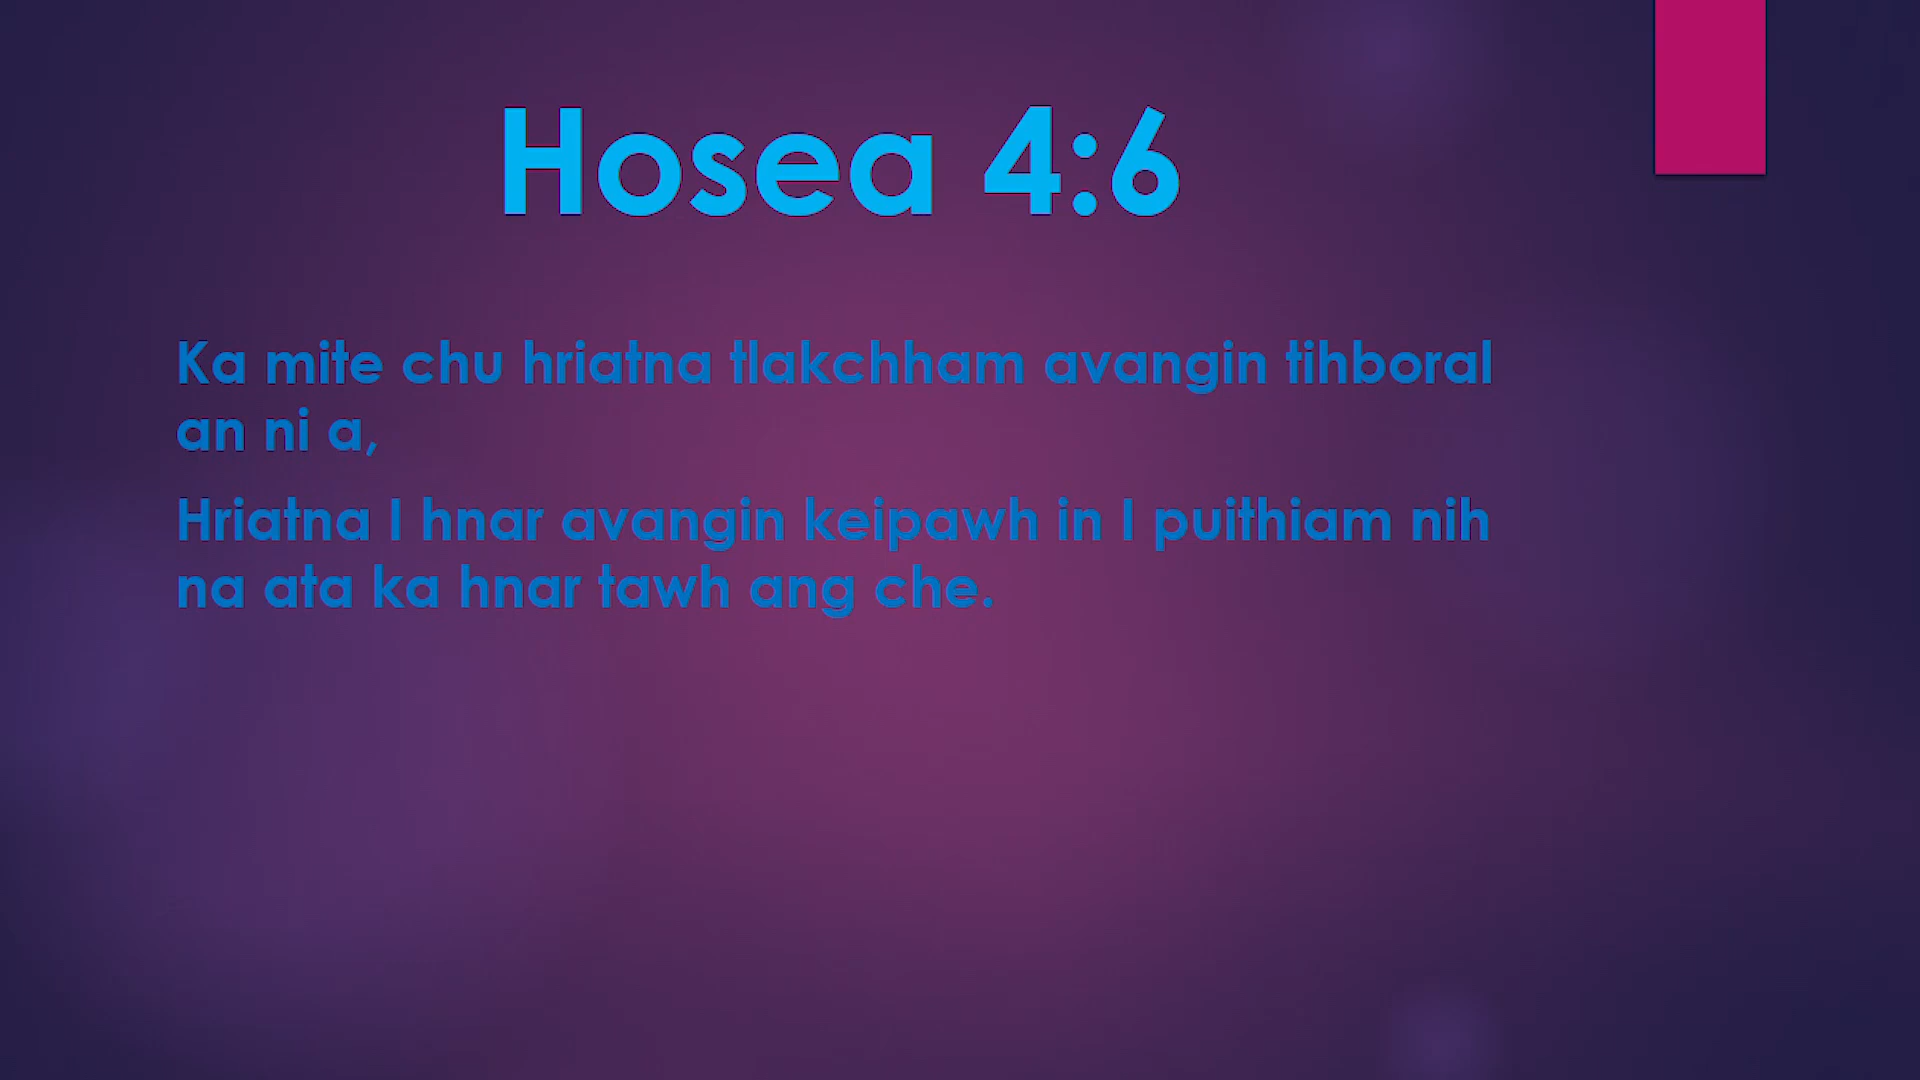 Hosea 4:6
Ka mite chu hriatna tlakchham avangin tihboral
an ni a,
Hriatna I hnar avangin keipawh in I puithiam nih
na ata ka hnar tawh ang che.